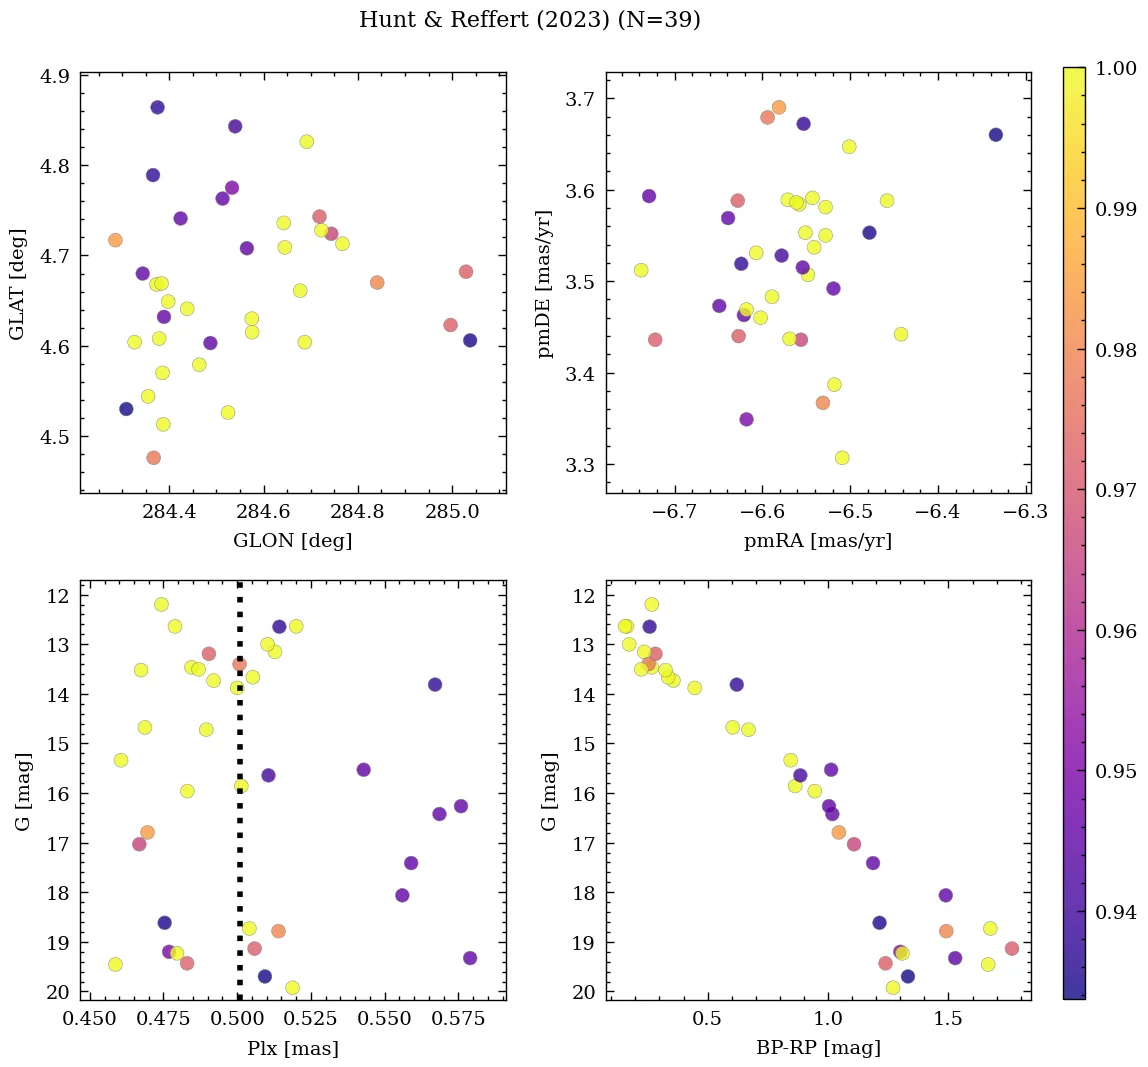 Hunt & Reffert (2023) (N=39)
4.9
4.8
4.7
4.6
4.5
GLAT [deg]
284.4 284.6 284.8 285.0
GLON [deg]
3.7
3.6
3.5
3.4
3.3
pmDE [mas/yr]
−6.7 −6.6 −6.5 −6.4 −6.3
pmRA [mas/yr]
12
13
14
15
16
17
18
19
20
G [mag]
0.450 0.475 0.500 0.525 0.550 0.575
Plx [mas]
12
13
14
15
16
17
18
19
20
G [mag]
0.5 1.0 1.5
BP-RP [mag]
1.00
0.99
0.98
0.97
0.96
0.95
0.94